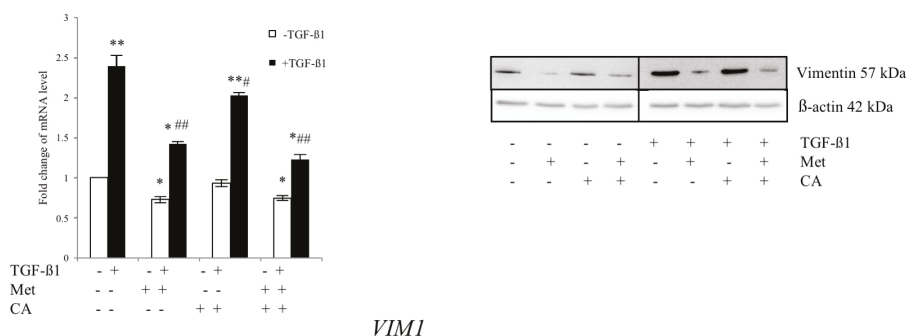 3
2.5
2
1.5
1
0.5
0
Fold change of mRNA level
-TGF-ß1
+TGF-ß1
**
* ##
*
**#
*##
*
TGF-ß1 - + - + - + - +
Met - - + + - - + +
CA - - - - + + + +
VIM1
Vimentin 57 kDa
ß-actin 42 kDa
- - - - + + + + TGF-ß1
- + - + - + - + Met
- - + + - - + + CA